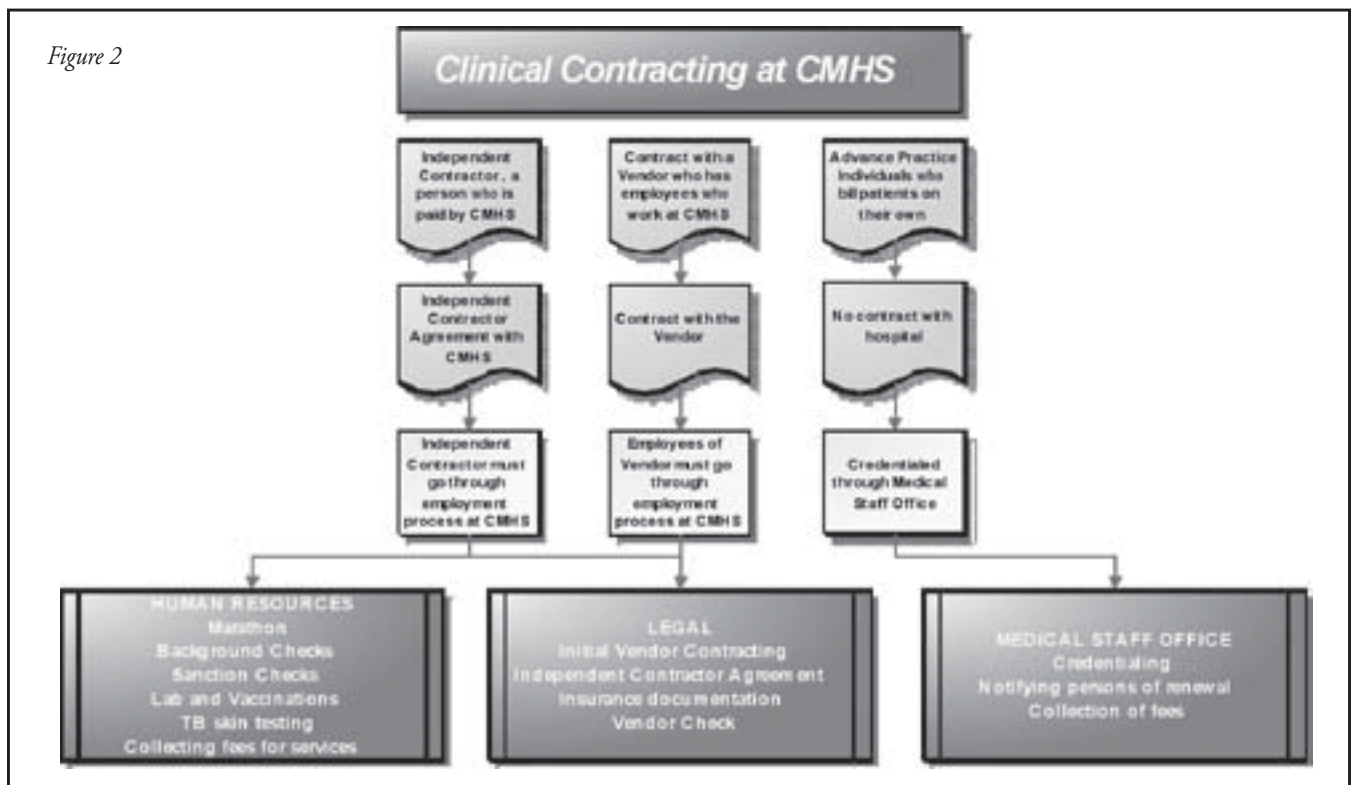 Figure 2
Clinical Contracting at CMHS
Independent
Contractor, a
person who is
paid by CMHS
Contract with a
Vendor who has
employees who
work at CMHS
Advance Practice
Individuals who
bill patients on
their own
Independent
Contractor
Agreement with
CMHS
Contract with the
Vendor
No contract with
hospital
Independent
Contractor must
go through
employment
process at CMHS
Employees of
Vendor must go
through
employment
process at CMHS
Credentialed
through Medical
Staff Office
HUMAN RESOURCES
Marathon
Background Checks
Sanction Checks
Lab and Vaccinations
TB skin testing
Collecting fees for services
LEGAL
Initial Vendor Contracting
Independent Contractor Agreement
Insurance documentation
Vendor Check
MEDICAL STAFF OFFICE
Credentialing
Notifying persons of renewal
Collection of fees